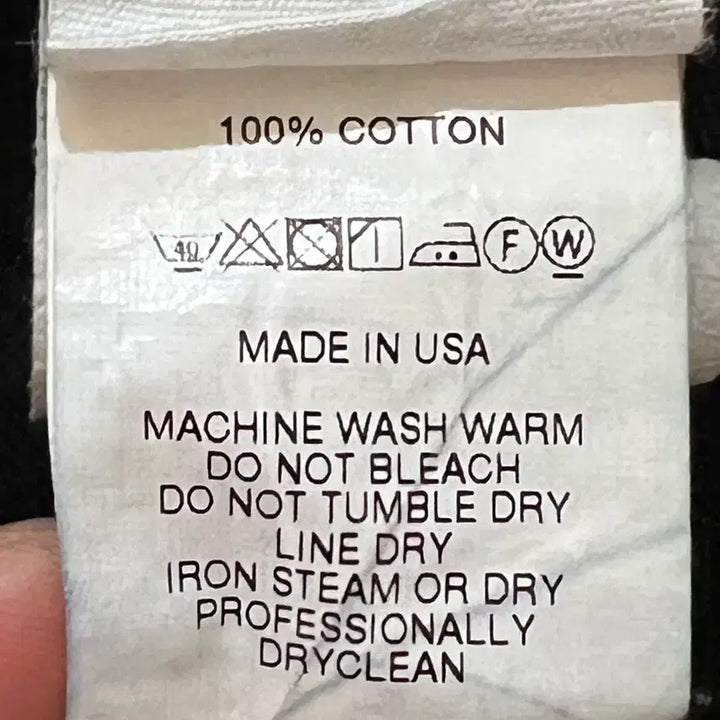 100% COTTON
40 F W
MADE IN USA
MACHINE WASH WARM
DO NOT BLEACH
DO NOT TUMBLE DRY
LINE DRY
IRON STEAM OR DRY
PROFESSIONALLY
DRYCLEAN